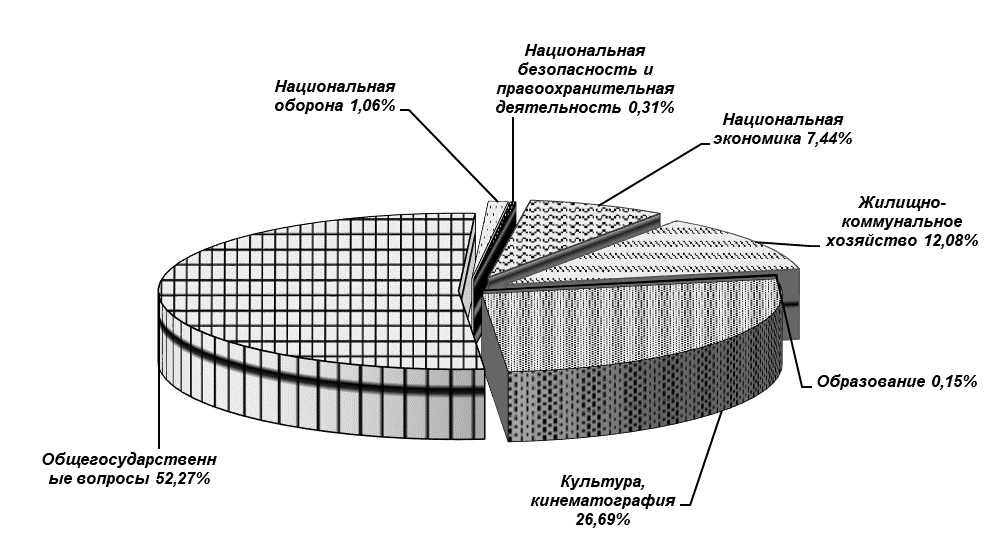 Национальная
безопасность и
правоохранительная
деятельность 0,31%
Национальная
оборона 1,06%
Национальная
экономика 7,44%
Жилищно-
коммунальное
хозяйство 12,08%
Образование 0,15%
Общегосударственн
ые вопросы 52,27%
Культура,
кинематография
26,69%